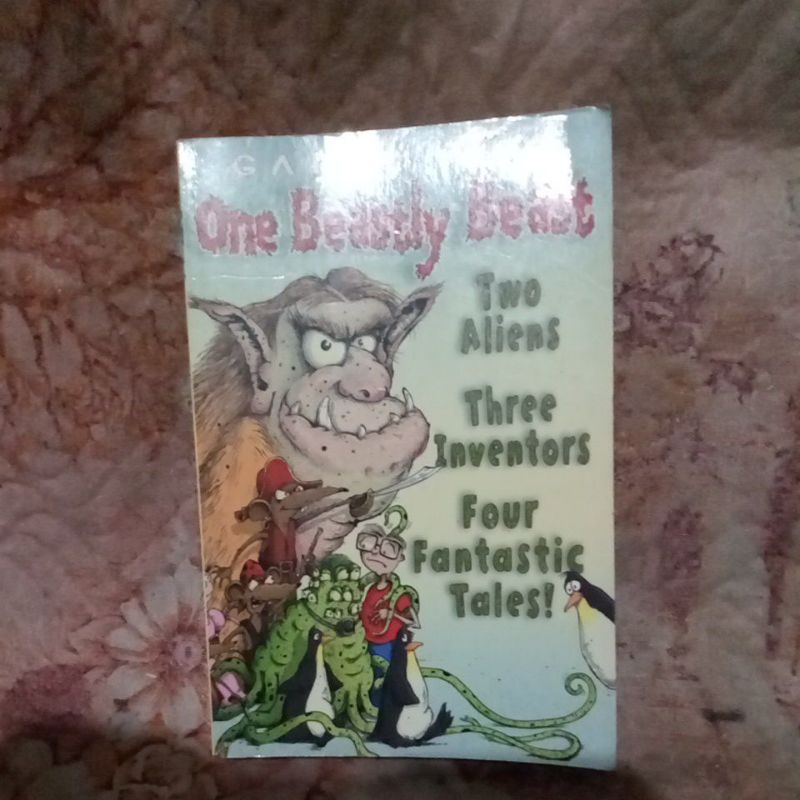 One Beastly Beast
Two
Aliens
Three
Inventors
Four
Fantastic
Tales!